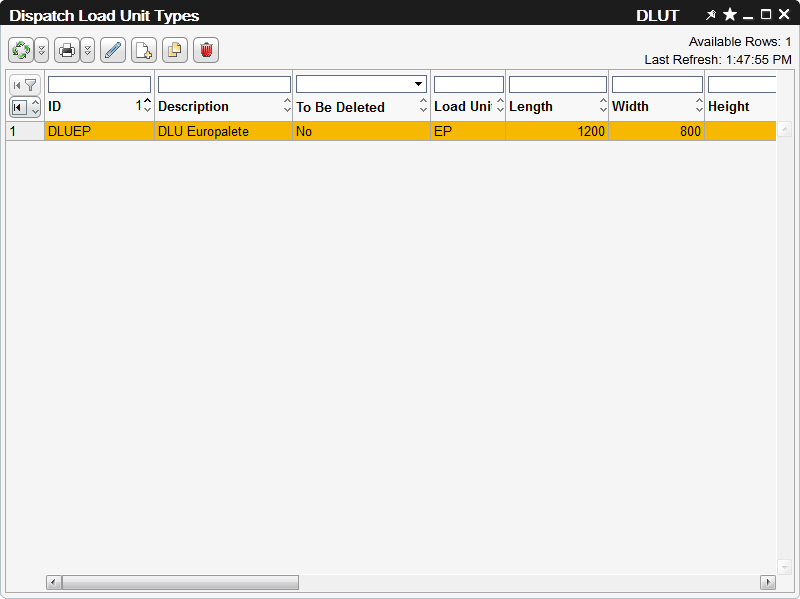 Dispatch Load Unit Types DLUT
Available Rows: 1
Last Refresh: 1:47:55 PM
ID 1 Description To Be Deleted Load Uni Length Width Height
1 DLUEP DLU Europalete No EP 1200 800